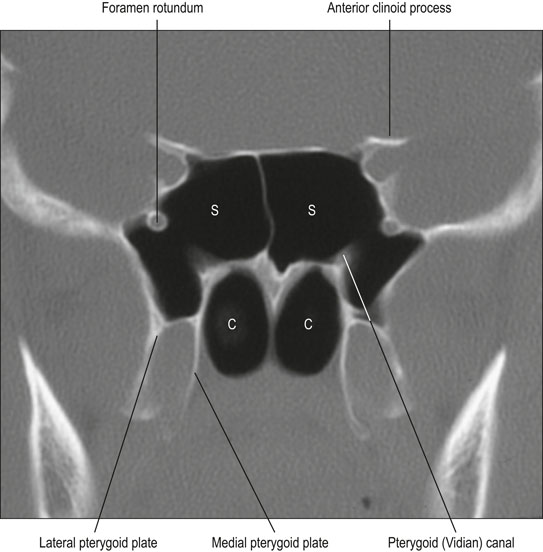 Foramen rotundum
Anterior clinoid process
S
S
C
C
Lateral pterygoid plate
Medial pterygoid plate
Pterygoid (Vidian) canal